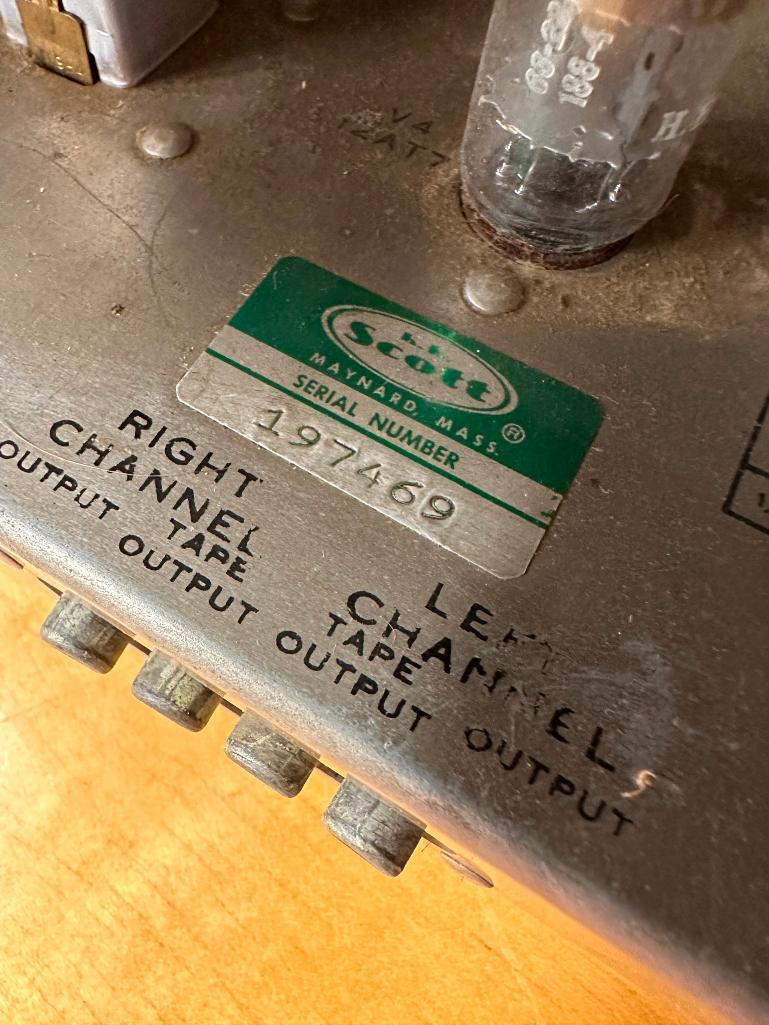 V4
12AT7
H.H.
Scott
MAYNARD, MASS.
®
SERIAL NUMBER
197469
RIGHT
CHANNEL
OUTPUT TAPE
OUTPUT
LEFT
CHANNEL
TAPE
OUTPUT OUTPUT